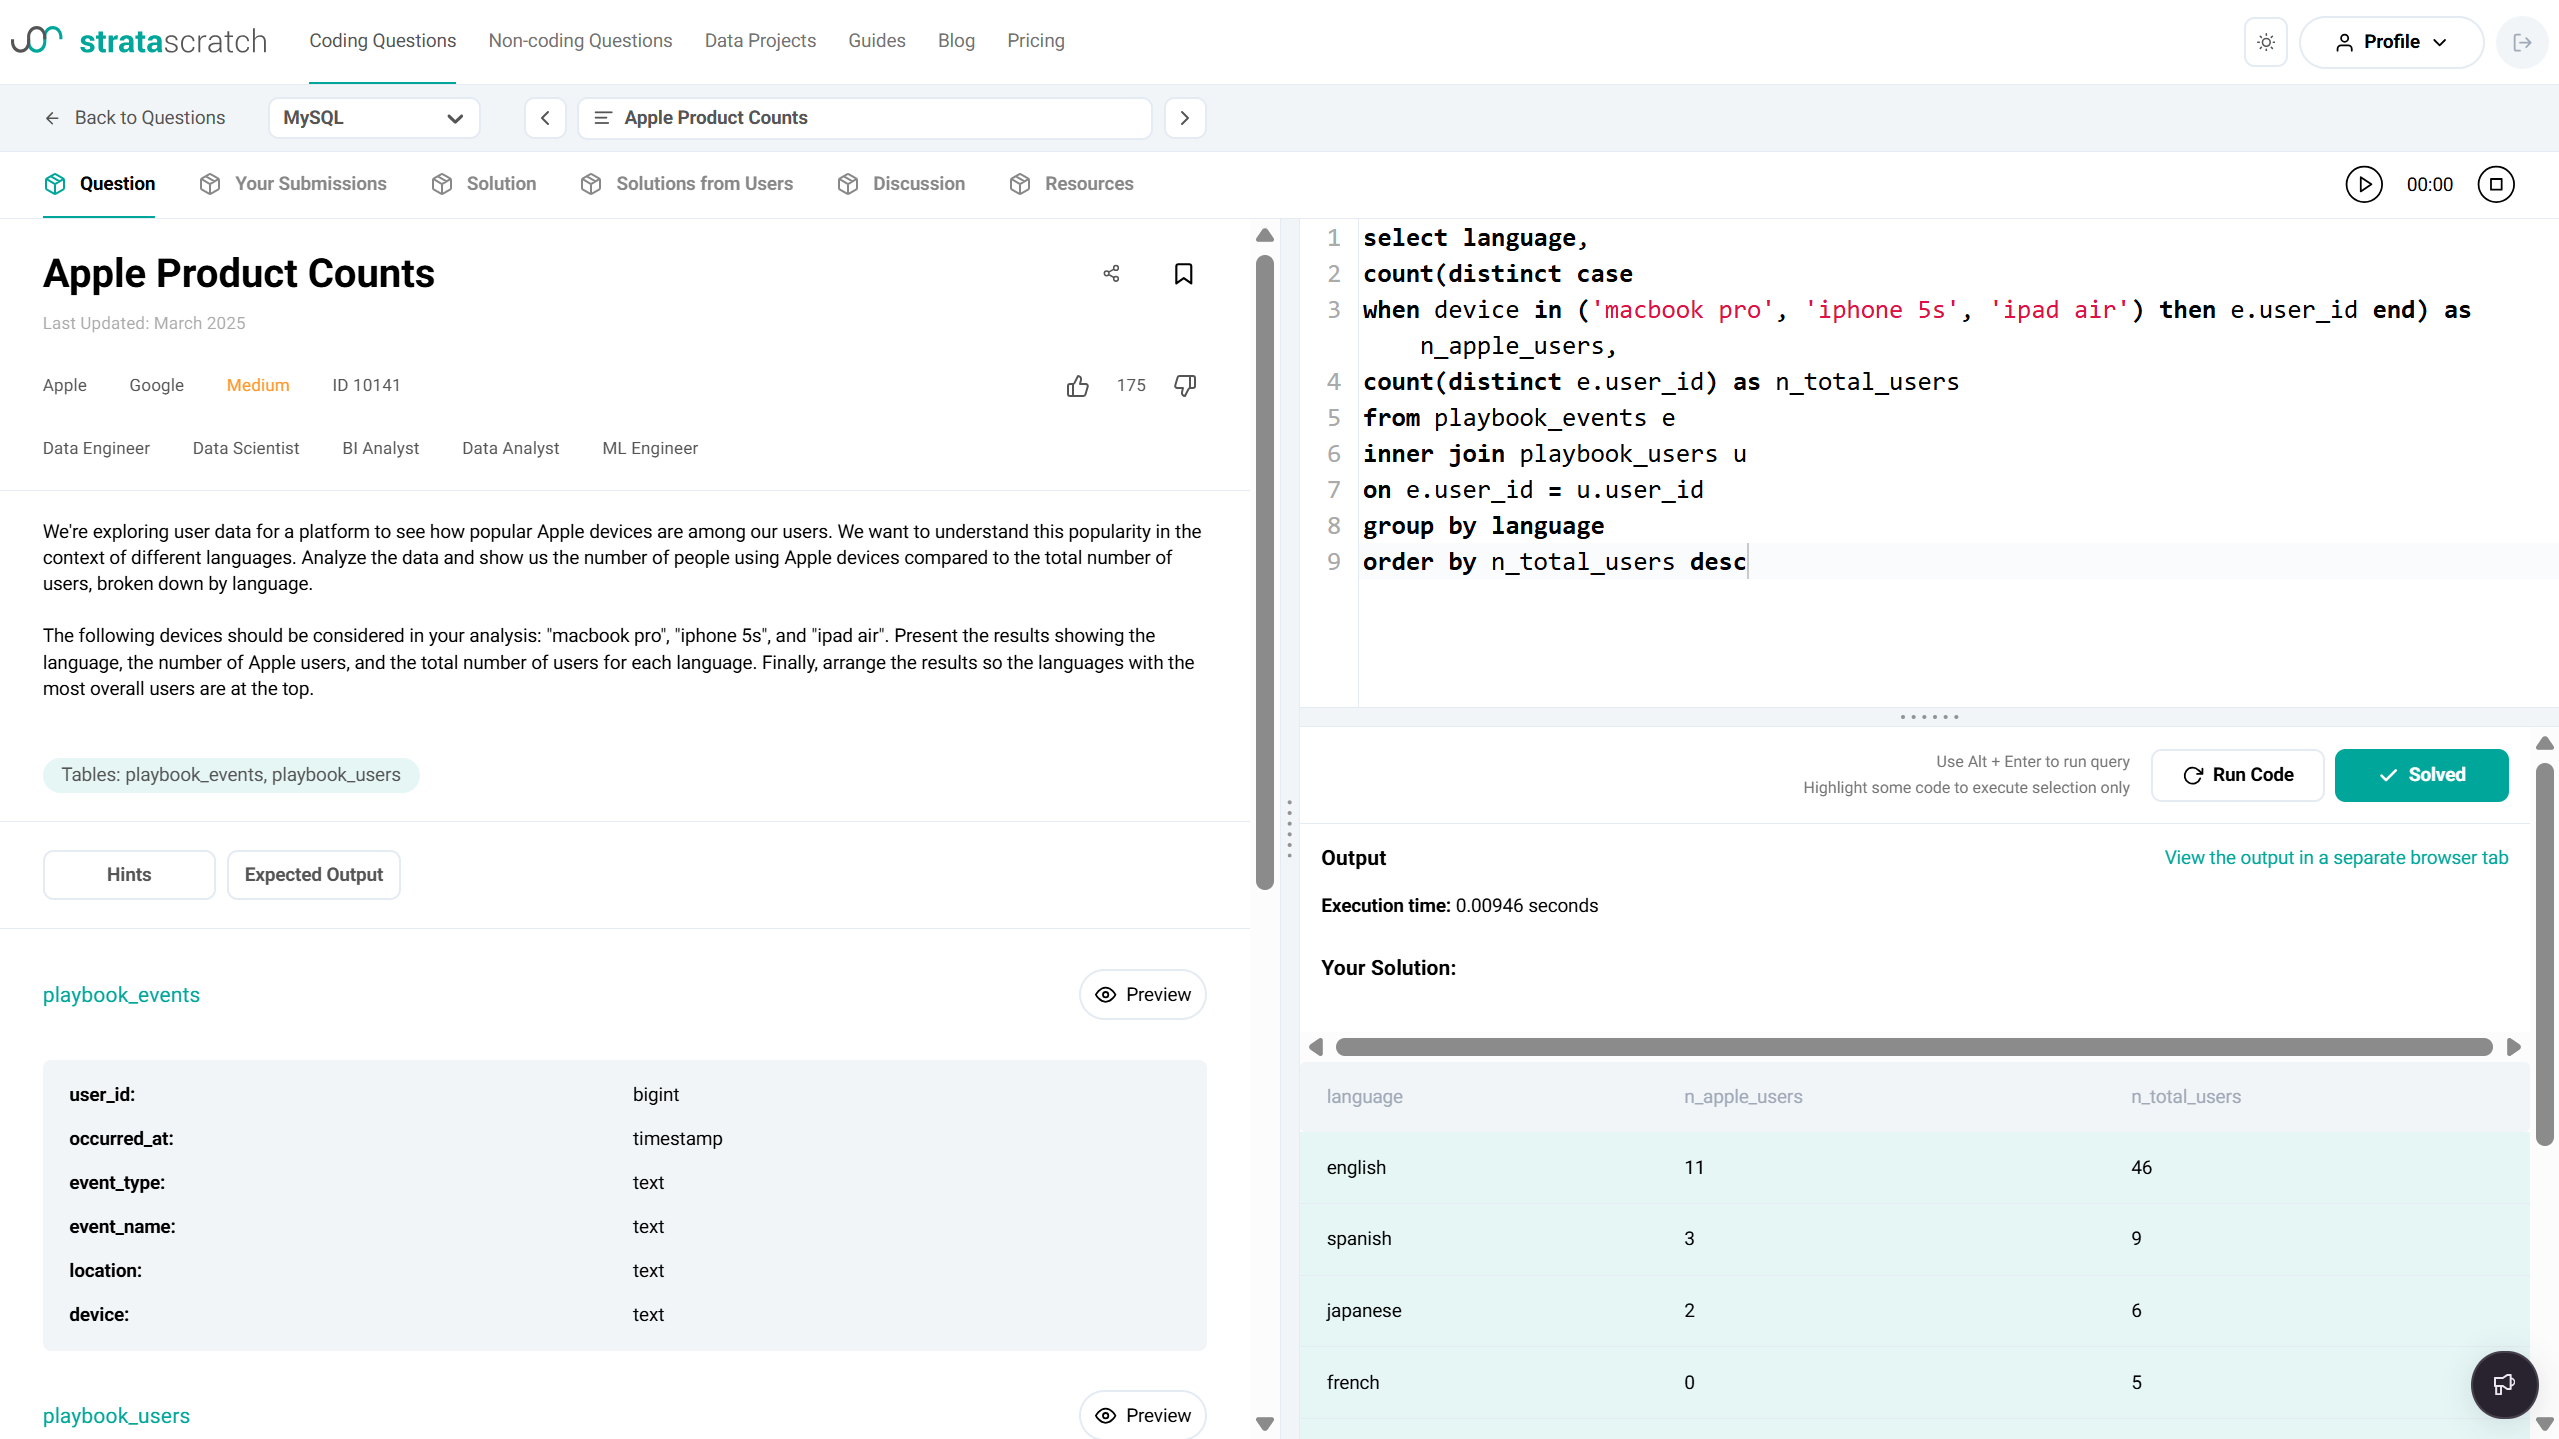 stratascratch
Coding Questions
Non-coding Questions
Data Projects
Guides
Blog
Pricing
Profile
Back to Questions
MySQL
Apple Product Counts
Question
Your Submissions
Solution
Solutions from Users
Discussion
Resources
00:00
Apple Product Counts
Last Updated: March 2025
Apple
Google
Medium
ID 10141
175
Data Engineer
Data Scientist
BI Analyst
Data Analyst
ML Engineer
We're exploring user data for a platform to see how popular Apple devices are among our users. We want to understand this popularity in the
context of different languages. Analyze the data and show us the number of people using Apple devices compared to the total number of
users, broken down by language.
The following devices should be considered in your analysis: "macbook pro", "iphone 5s", and "ipad air". Present the results showing the
language, the number of Apple users, and the total number of users for each language. Finally, arrange the results so the languages with the
most overall users are at the top.
Tables: playbook_events, playbook_users
Hints
Expected Output
playbook_events
Preview
user_id: bigint
occurred_at: timestamp
event_type: text
event_name: text
location: text
device: text
playbook_users
Preview
1 select language,
2 count(distinct case
3 when device in ('macbook pro', 'iphone 5s', 'ipad air') then e.user_id end) as
n_apple_users,
4 count(distinct e.user_id) as n_total_users
5 from playbook_events e
6 inner join playbook_users u
7 on e.user_id = u.user_id
8 group by language
9 order by n_total_users desc
Use Alt + Enter to run query
Highlight some code to execute selection only
Run Code
Solved
Output
View the output in a separate browser tab
Execution time: 0.00946 seconds
Your Solution:
language n_apple_users n_total_users
english 11 46
spanish 3 9
japanese 2 6
french 0 5